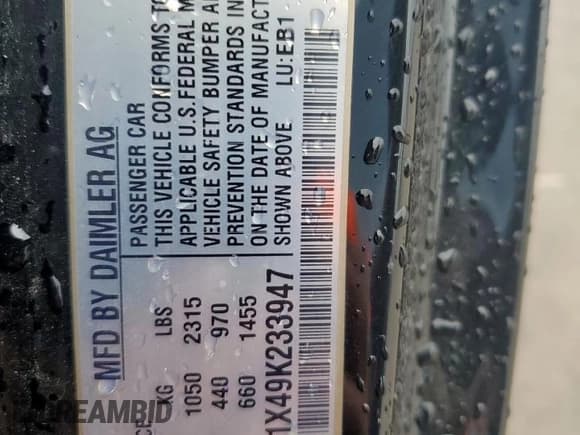 MFD BY DAIMLER AG
KG LBS PASSENGER CAR
1050 2315 THIS VEHICLE CONFORMS TO
440 970 APPLICABLE U.S. FEDERAL M
660 1455 VEHICLE SAFETY BUMPER A
PREVENTION STANDARDS IN
ON THE DATE OF MANUFACT
SHOWN ABOVE LU:EB1
1X49K233947
DREAMBID